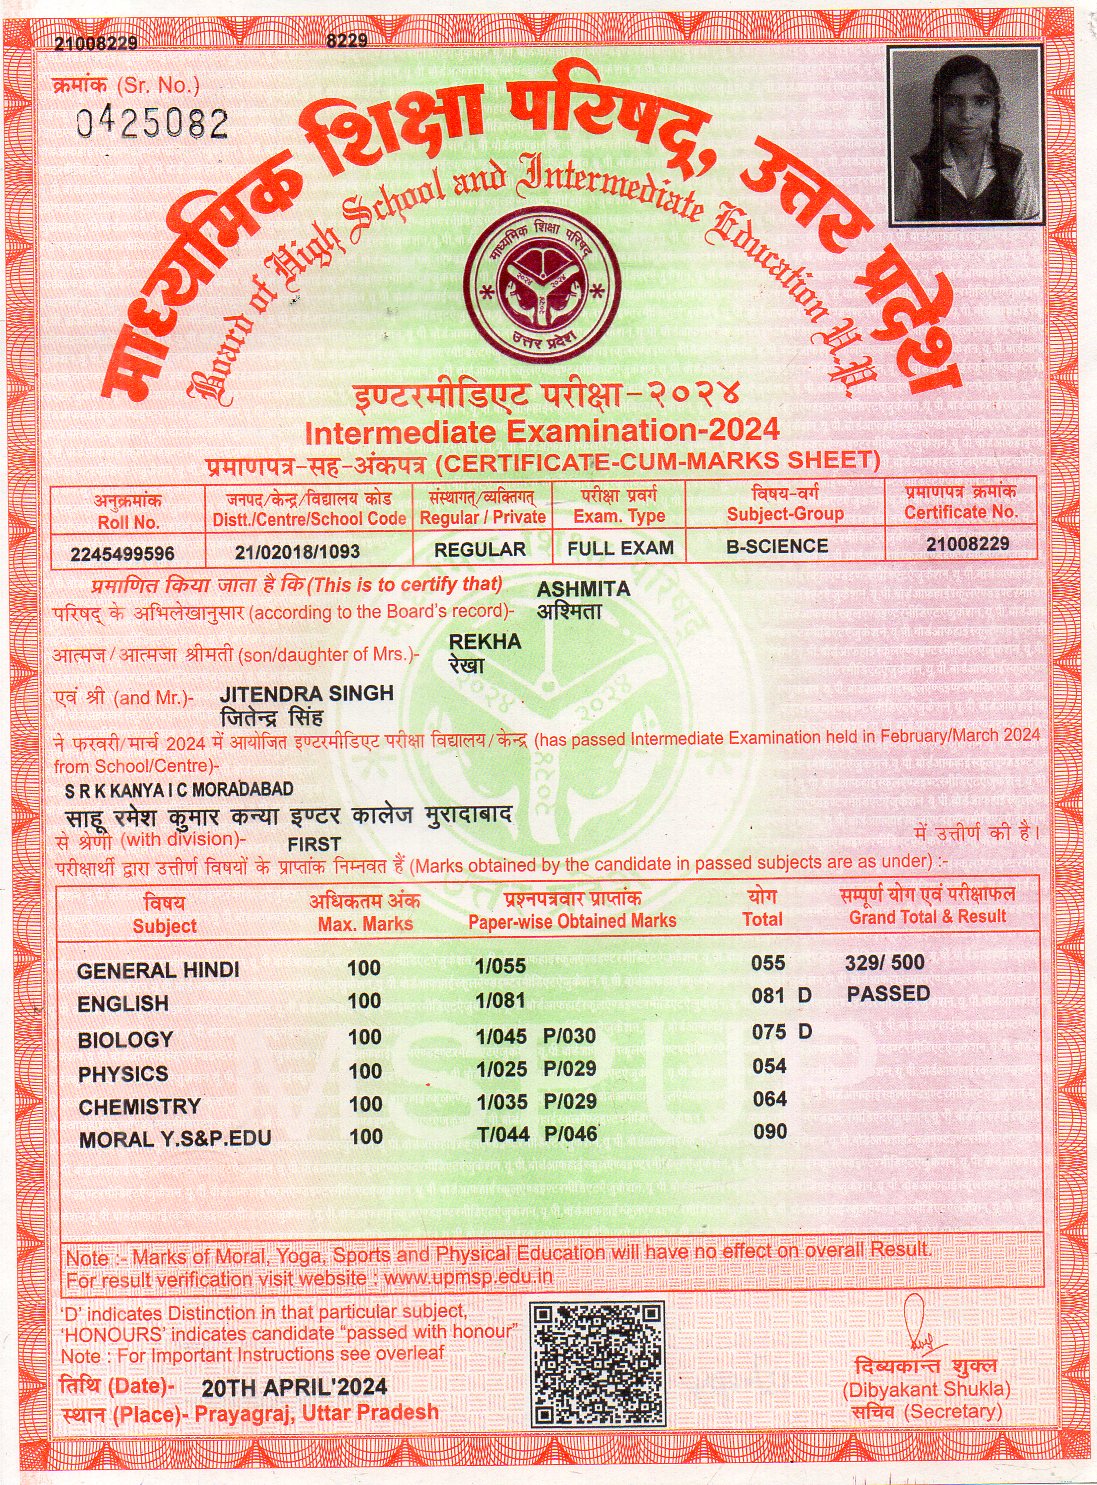 21008229 8229
क्रमांक (Sr. No.)
0425082
माध्यमिक शिक्षा परिषद्, उत्तर प्रदेश
Board of High School and Intermediate Education U.P.
माध्यमिक शिक्षा परिषद्
२०२४ २०२४
२०२४
उत्तर प्रदेश
इण्टरमीडिएट परीक्षा-२०२४
Intermediate Examination-2024
प्रमाणपत्र-सह-अंकपत्र (CERTIFICATE-CUM-MARKS SHEET)
अनुक्रमांक जनपद/केन्द्र/विद्यालय कोड संस्थागत्/व्यक्तिगत् परीक्षा प्रवर्ग विषय-वर्ग प्रमाणपत्र क्रमांक
Roll No. Distt./Centre/School Code Regular / Private Exam. Type Subject-Group Certificate No.
2245499596 21/02018/1093 REGULAR FULL EXAM B-SCIENCE 21008229
प्रमाणित किया जाता है कि (This is to certify that) ASHMITA
परिषद् के अभिलेखानुसार (according to the Board's record)- अश्मिता
REKHA
आत्मज/आत्मजा श्रीमती (son/daughter of Mrs.)- रेखा
एवं श्री (and Mr.)- JITENDRA SINGH
जितेन्द्र सिंह
ने फरवरी/मार्च 2024 में आयोजित इण्टरमीडिएट परीक्षा विद्यालय/केन्द्र (has passed Intermediate Examination held in February/March 2024
from School/Centre)-
S R K KANYA I C MORADABAD
साहू रमेश कुमार कन्या इण्टर कालेज मुरादाबाद
से श्रेणी (with division)- FIRST में उत्तीर्ण की है।
परीक्षार्थी द्वारा उत्तीर्ण विषयों के प्राप्तांक निम्नवत हैं (Marks obtained by the candidate in passed subjects are as under) :-
विषय अधिकतम अंक प्रश्नपत्रवार प्राप्तांक योग सम्पूर्ण योग एवं परीक्षाफल
Subject Max. Marks Paper-wise Obtained Marks Total Grand Total & Result
GENERAL HINDI 100 1/055 055 329/ 500
ENGLISH 100 1/081 081 D PASSED
BIOLOGY 100 1/045 P/030 075 D
PHYSICS 100 1/025 P/029 054
CHEMISTRY 100 1/035 P/029 064
MORAL Y.S&P.EDU 100 T/044 P/046 090
Note :- Marks of Moral, Yoga, Sports and Physical Education will have no effect on overall Result.
For result verification visit website : www.upmsp.edu.in
'D' indicates Distinction in that particular subject,
'HONOURS' indicates candidate "passed with honour"
Note : For Important Instructions see overleaf
तिथि (Date)- 20TH APRIL'2024
स्थान (Place)- Prayagraj, Uttar Pradesh
दिब्यकान्त शुक्ल
(Dibyakant Shukla)
सचिव (Secretary)